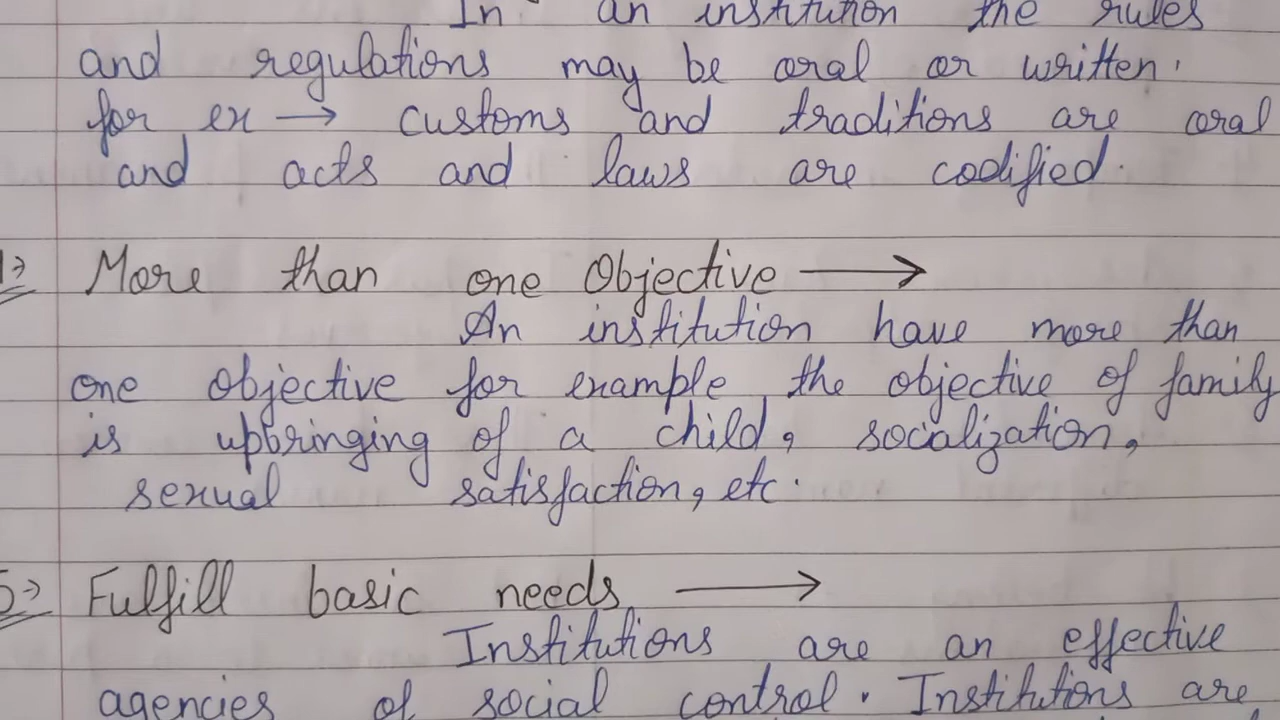 In an institution the rules
and regulations may be oral or written.
for ex → customs and traditions are oral
and acts and laws are codified.
More than one Objective →
An institution have more than
one objective for example, the objective of family
is upbringing of a child, socialization,
sexual satisfaction, etc.
5=> Fulfill basic needs →
Institutions are an effective
agencies of social control. Institutions are